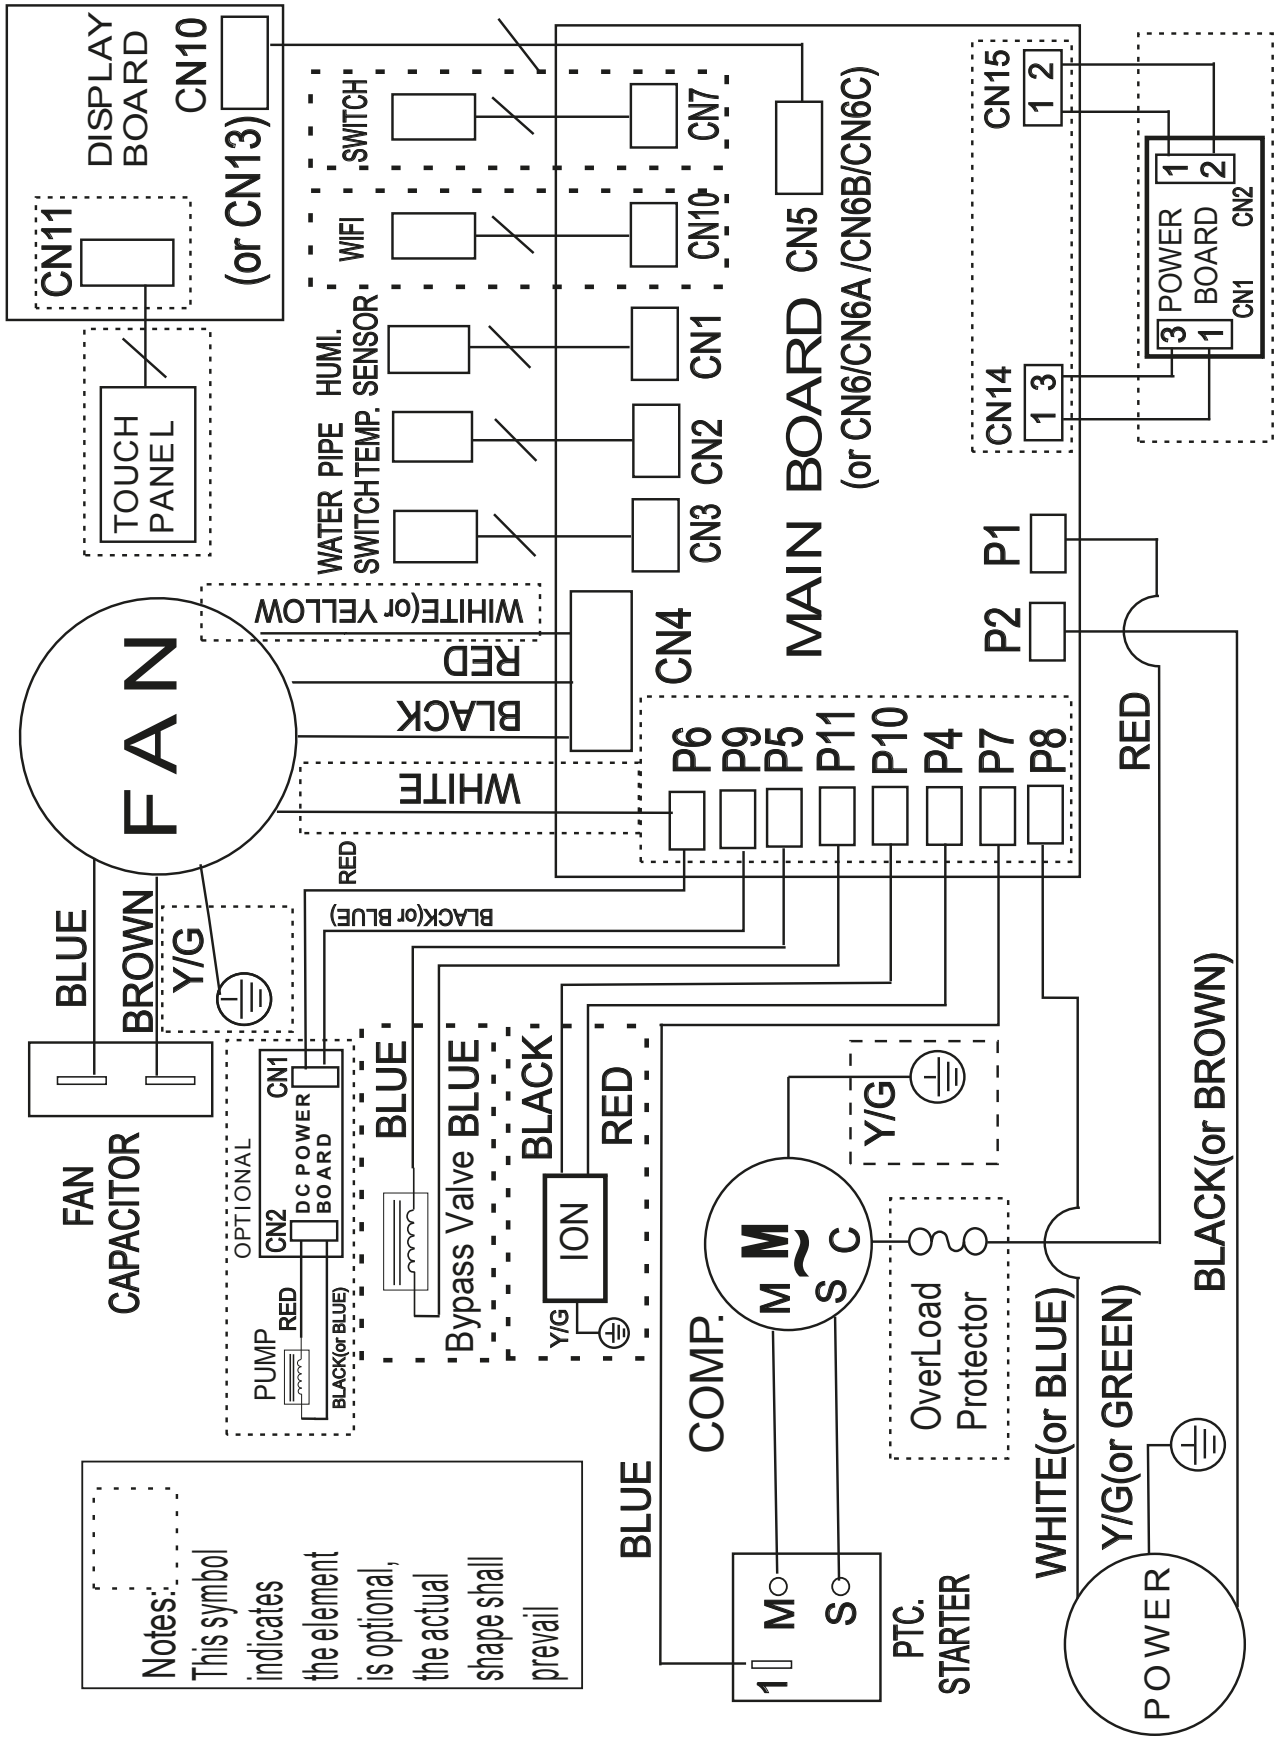 DISPLAY
BOARD
CN10
(or CN13)
CN11
TOUCH
PANEL
SWITCH
CN7
WIFI
CN10
HUMI.
SENSOR
CN1
PIPE
TEMP.
CN2
WATER
SWITCH
CN3
MAIN BOARD
CN5
(or CN6/CN6A /CN6B/CN6C)
CN15
1 2
CN14
1 3
POWER
BOARD
1
2
CN2
3
1
CN1
FAN
WHITE(or YELLOW
RED
BLACK
WHITE
CN4
P6
P9
P5
P11
P10
P4
P7
P8
P2
P1
RED
BLACK(or BROWN)
BLUE
BROWN
Y/G
FAN
CAPACITOR
RED
BLACK(or BLUE)
OPTIONAL
CN1
DC POWER
BOARD
CN2
PUMP
RED
BLACK(or BLUE)
BLUE
Bypass Valve
BLUE
BLACK
RED
ION
Y/G
Y/G
COMP.
M
~
M
S
C
OverLoad
Protector
BLUE
1
M
S
PTC.
STARTER
WHITE(or BLUE)
Y/G(or GREEN)
POWER
Notes:
This symbol
indicates
the element
is optional,
the actual
shape shall
prevail